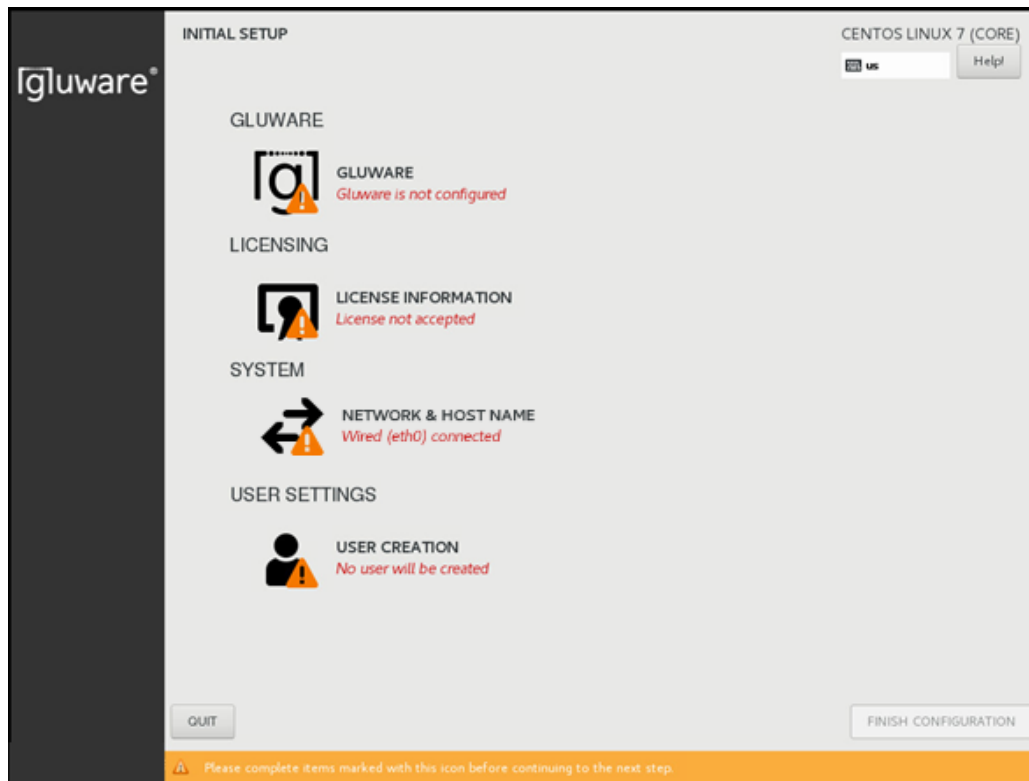 INITIAL SETUP
CENTOS LINUX 7 (CORE)
us
Help!
gluware®
GLUWARE
g
GLUWARE
Gluware is not configured
LICENSING
LICENSE INFORMATION
License not accepted
SYSTEM
NETWORK & HOST NAME
Wired (eth0) connected
USER SETTINGS
USER CREATION
No user will be created
QUIT
FINISH CONFIGURATION
Please complete items marked with this icon before continuing to the next step.